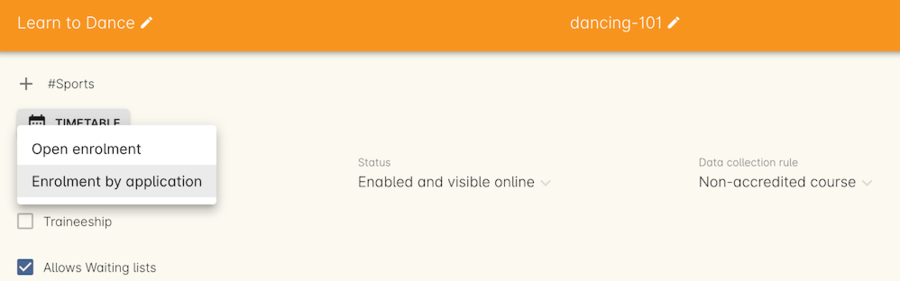 Learn to Dance
dancing-101
#Sports
TIMETABLE
Open enrolment
Enrolment by application
Status
Enabled and visible online
Data collection rule
Non-accredited course
Traineeship
Allows Waiting lists